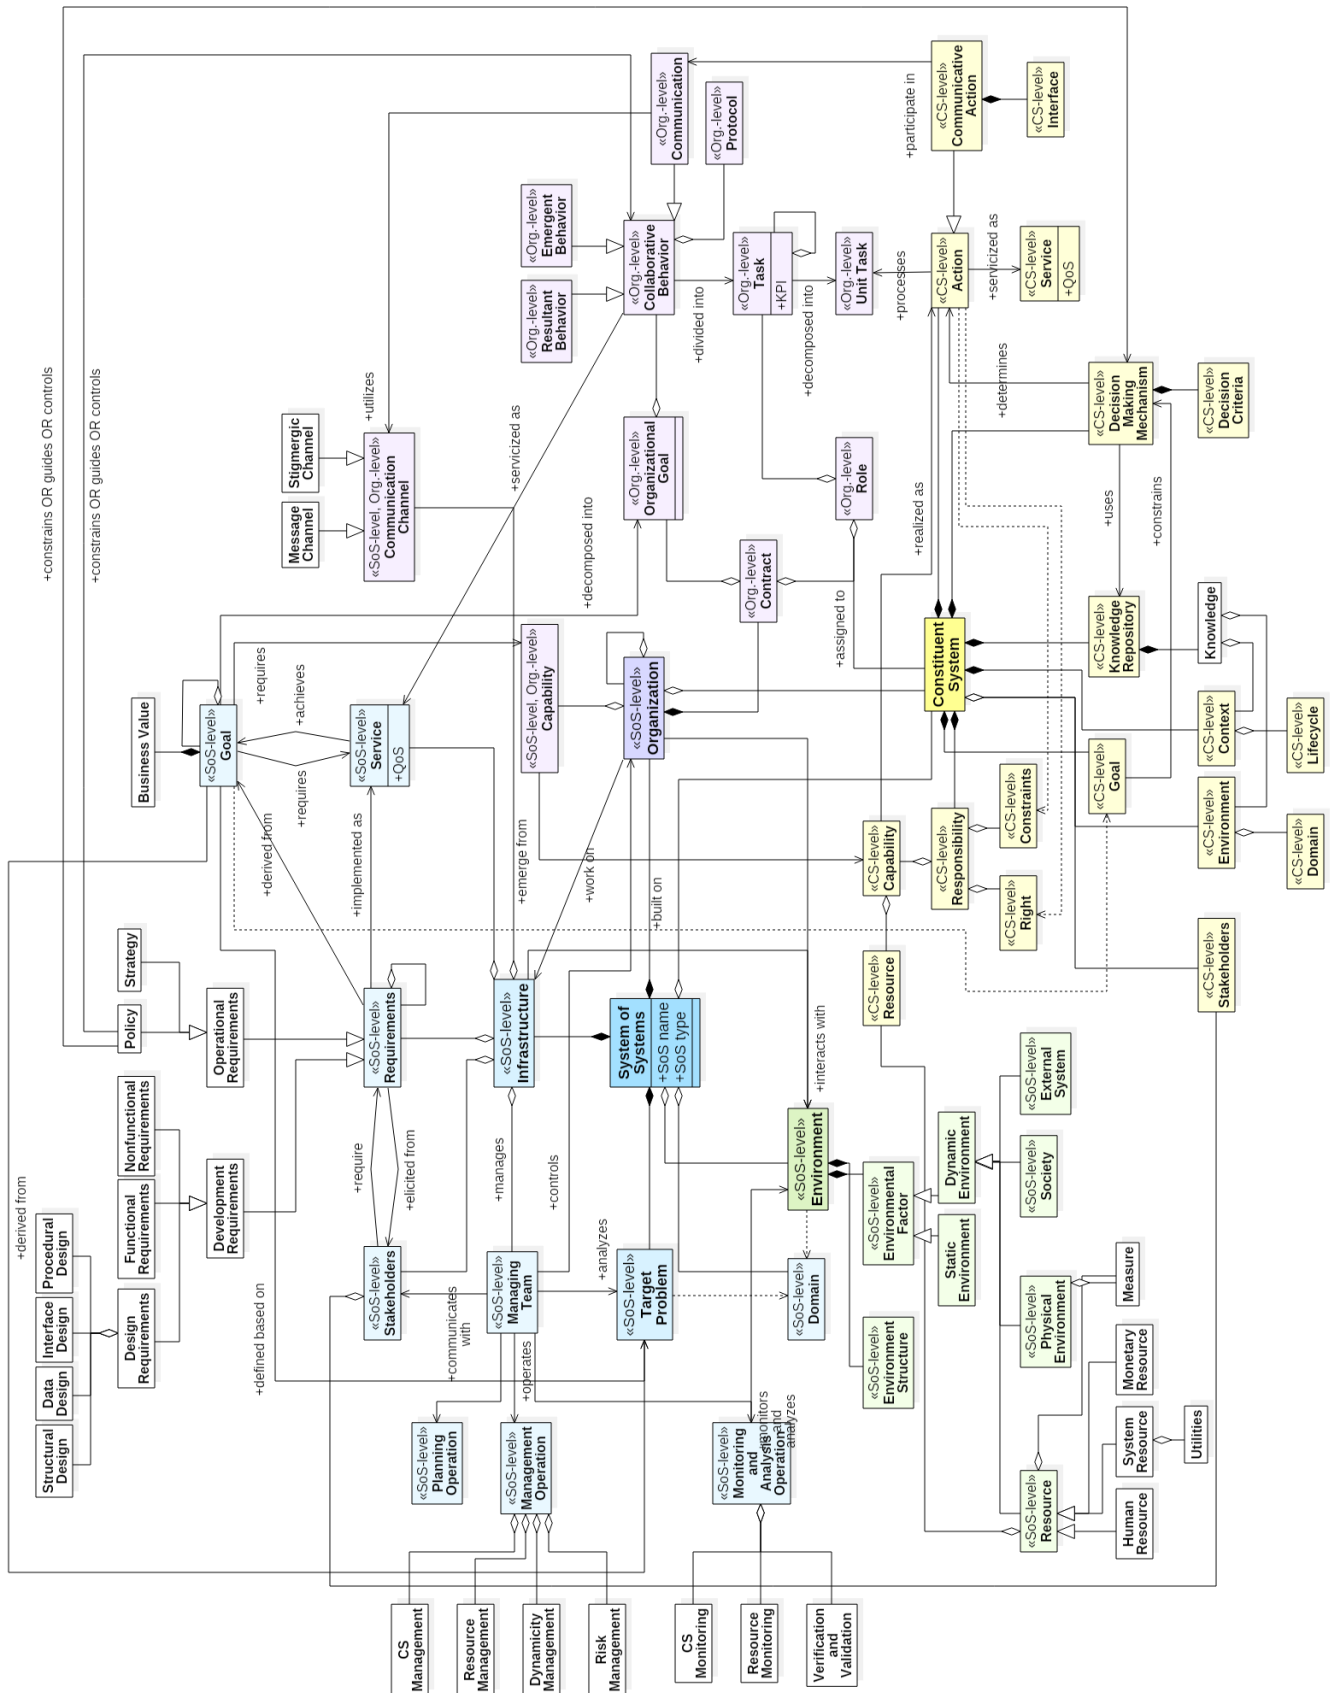 +constrains OR guides OR controls
+constrains OR guides OR controls
+derived from
Procedural
Design
Interface
Design
Data
Design
Structural
Design
Strategy
Policy
Nonfunctional
Requirements
Functional
Requirements
Design
Requirements
Operational
Requirements
Development
Requirements
+defined based on
Business Value
«SoS-level»
Goal
+requires
+achieves
+requires
+derived from
+implemented as
«SoS-level»
Service
+QoS
«SoS-level»
Requirements
+require
+elicited from
«SoS-level»
Stakeholders
+communicates
with
Stigmergic
Channel
Message
Channel
+utilizes
«SoS-level, Org.-level»
Communication
Channel
+servicized as
+decomposed into
«SoS-level, Org.-level»
Capability
+emerge from
+work on
+built on
«SoS-level»
Infrastructure
+manages
+controls
«SoS-level»
Managing
Team
+analyzes
+operates
«SoS-level»
Planning
Operation
«SoS-level»
Management
Operation
CS
Management
Resource
Management
Dynamicity
Management
Risk
Management
«Org.-level»
Communication
«Org.-level»
Protocol
«Org.-level»
Emergent
Behavior
«Org.-level»
Resultant
Behavior
«Org.-level»
Collaborative
Behavior
+divided into
«Org.-level»
Task
+KPI
+decomposed into
«Org.-level»
Unit Task
+processes
«Org.-level»
Organizational
Goal
«Org.-level»
Role
«Org.-level»
Contract
+assigned to
«SoS-level»
Organization
System of
Systems
+SoS name
+SoS type
+interacts with
«SoS-level»
Target
Problem
«SoS-level»
Domain
«SoS-level»
Environment
«SoS-level»
Monitoring
and
Analysis
Operation
+monitors
and
analyzes
CS
Monitoring
Resource
Monitoring
Verification
and
Validation
+participate in
«CS-level»
Communicative
Action
«CS-level»
Interface
«CS-level»
Action
+servicized as
«CS-level»
Service
+QoS
+determines
«CS-level»
Decision
Making
Mechanism
«CS-level»
Decision
Criteria
+realized as
+uses
+constrains
Constituent
System
«CS-level»
Knowledge
Repository
Knowledge
«CS-level»
Context
«CS-level»
Lifecycle
«CS-level»
Goal
«CS-level»
Environment
«CS-level»
Domain
«CS-level»
Constraints
«CS-level»
Capability
«CS-level»
Responsibility
«CS-level»
Right
«CS-level»
Resource
«CS-level»
Stakeholders
«SoS-level»
External
System
Dynamic
Environment
«SoS-level»
Society
«SoS-level»
Environmental
Factor
Static
Environment
«SoS-level»
Environment
Structure
«SoS-level»
Physical
Environment
Measure
Monetary
Resource
System
Resource
Utilities
«SoS-level»
Resource
Human
Resource